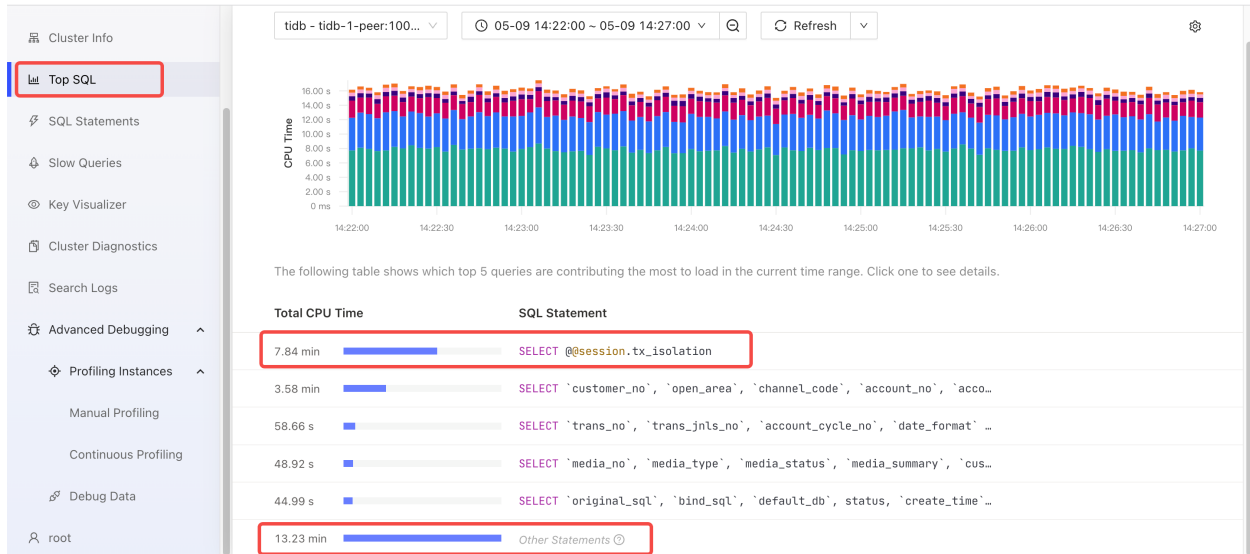 Cluster Info
Top SQL
SQL Statements
Slow Queries
Key Visualizer
Cluster Diagnostics
Search Logs
Advanced Debugging
Profiling Instances
Manual Profiling
Continuous Profiling
Debug Data
root
tidb - tidb-1-peer:100...
05-09 14:22:00 ~ 05-09 14:27:00
Refresh
CPU Time
16.00 s
14.00 s
12.00 s
10.00 s
8.00 s
6.00 s
4.00 s
2.00 s
0 ms
14:22:00 14:22:30 14:23:00 14:23:30 14:24:00 14:24:30 14:25:00 14:25:30 14:26:00 14:26:30 14:27:00
The following table shows which top 5 queries are contributing the most to load in the current time range. Click one to see details.
Total CPU Time SQL Statement
7.84 min SELECT @@session.tx_isolation
3.58 min SELECT `customer_no`, `open_area`, `channel_code`, `account_no`, `acco…
58.66 s SELECT `trans_no`, `trans_jnls_no`, `account_cycle_no`, `date_format` …
48.92 s SELECT `media_no`, `media_type`, `media_status`, `media_summary`, `cus…
44.99 s SELECT `original_sql`, `bind_sql`, `default_db`, status, `create_time`…
13.23 min Other Statements